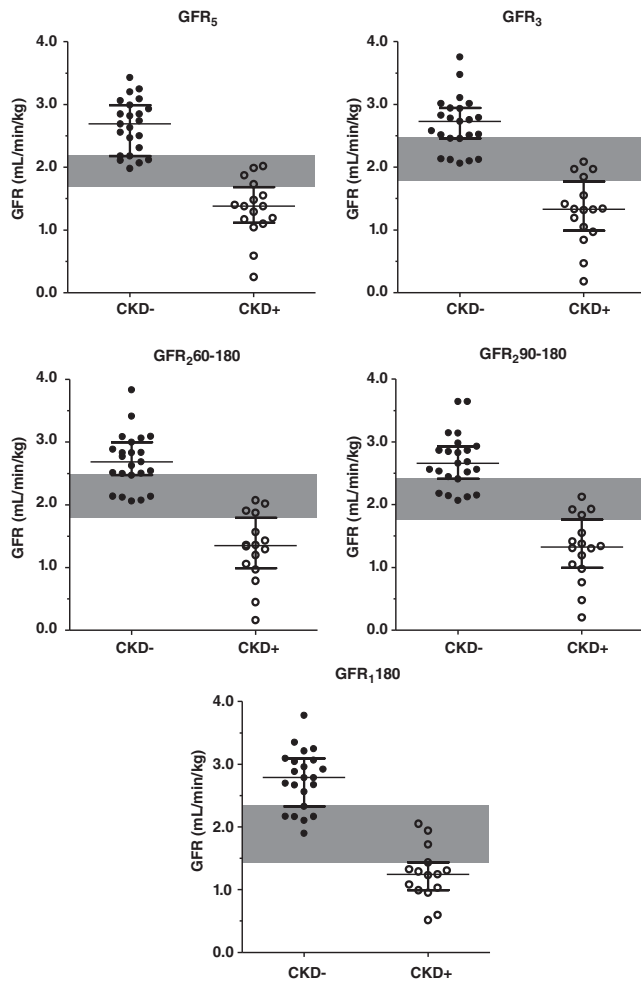 GFR5
GFR (mL/min/kg)
4.0
3.0
2.0
1.0
0.0
CKD-
CKD+
GFR3
GFR (mL/min/kg)
4.0
3.0
2.0
1.0
0.0
CKD-
CKD+
GFR260-180
GFR (mL/min/kg)
4.0
3.0
2.0
1.0
0.0
CKD-
CKD+
GFR290-180
GFR (mL/min/kg)
4.0
3.0
2.0
1.0
0.0
CKD-
CKD+
GFR1180
GFR (mL/min/kg)
4.0
3.0
2.0
1.0
0.0
CKD-
CKD+